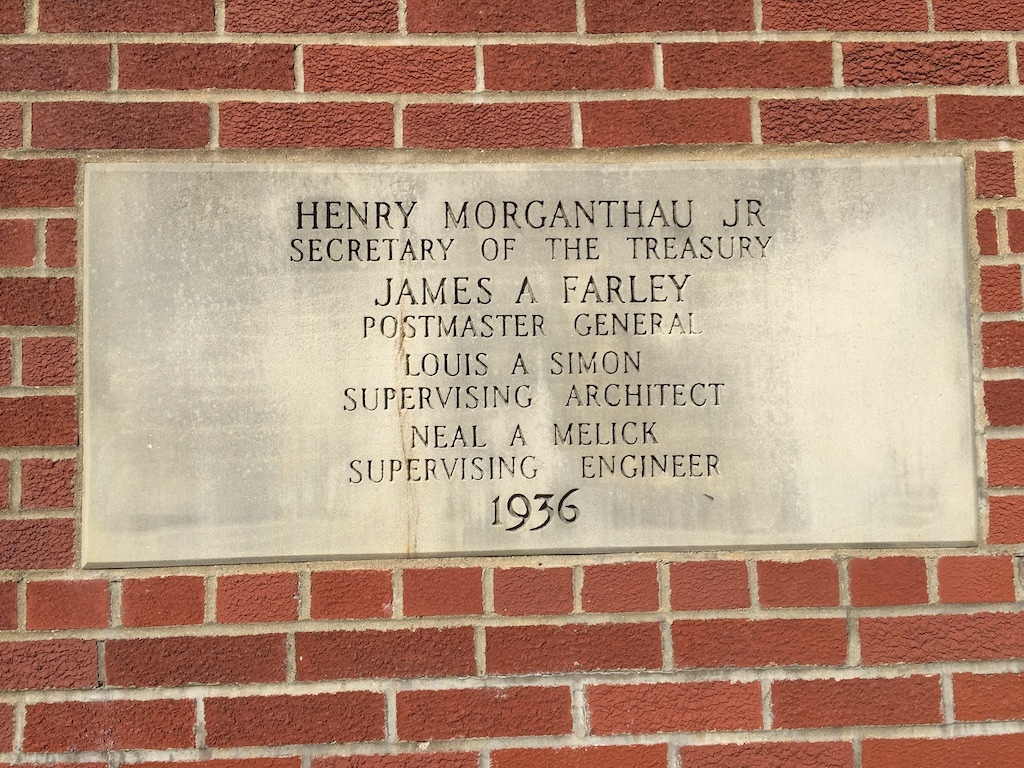 HENRY MORGANTHAU JR
SECRETARY OF THE TREASURY
JAMES A FARLEY
POSTMASTER GENERAL
LOUIS A SIMON
SUPERVISING ARCHITECT
NEAL A MELICK
SUPERVISING ENGINEER
1936